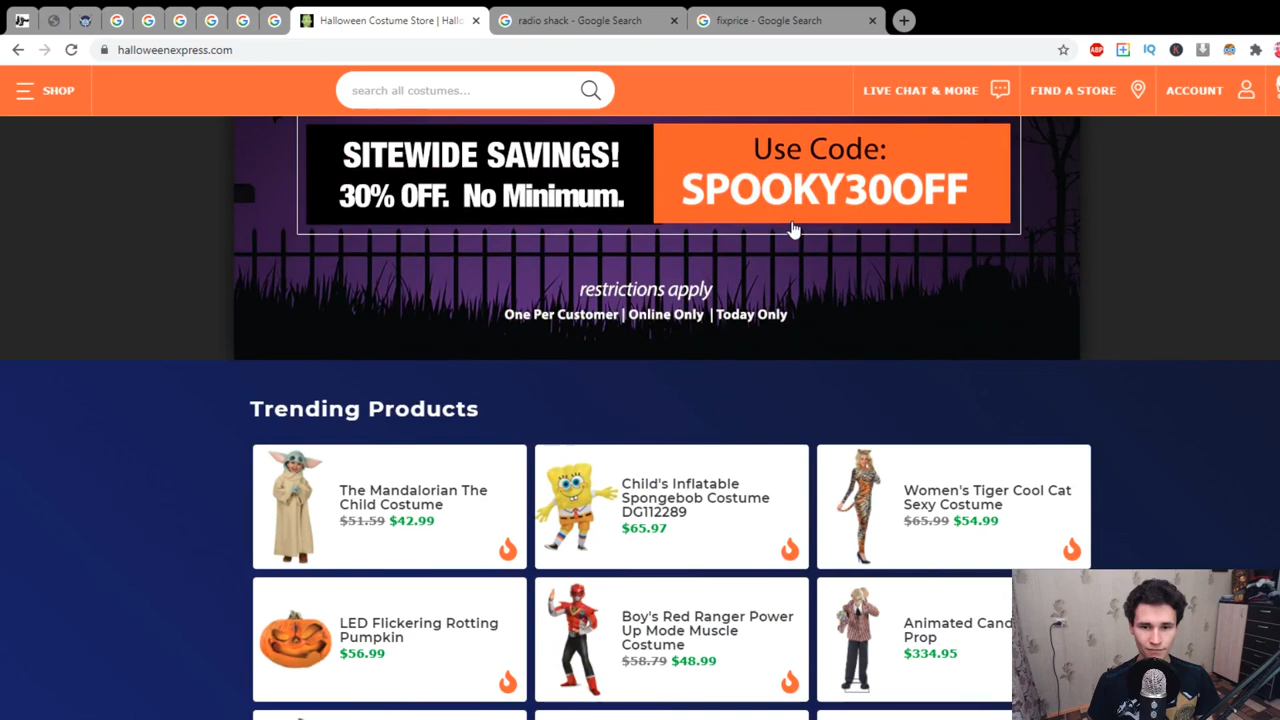 Halloween Costume Store | Hallo
radio shack - Google Search
fixprice - Google Search
halloweenexpress.com
ABP
IQ
K
SHOP
search all costumes...
LIVE CHAT & MORE
FIND A STORE
ACCOUNT
SITEWIDE SAVINGS!
30% OFF. No Minimum.
Use Code:
SPOOKY30OFF
restrictions apply
One Per Customer | Online Only | Today Only
Trending Products
The Mandalorian The
Child Costume
$51.59 $42.99
Child's Inflatable
Spongebob Costume
DG112289
$65.97
Women's Tiger Cool Cat
Sexy Costume
$65.99 $54.99
LED Flickering Rotting
Pumpkin
$56.99
Boy's Red Ranger Power
Up Mode Muscle
Costume
$58.79 $48.99
Animated Cand
Prop
$334.95